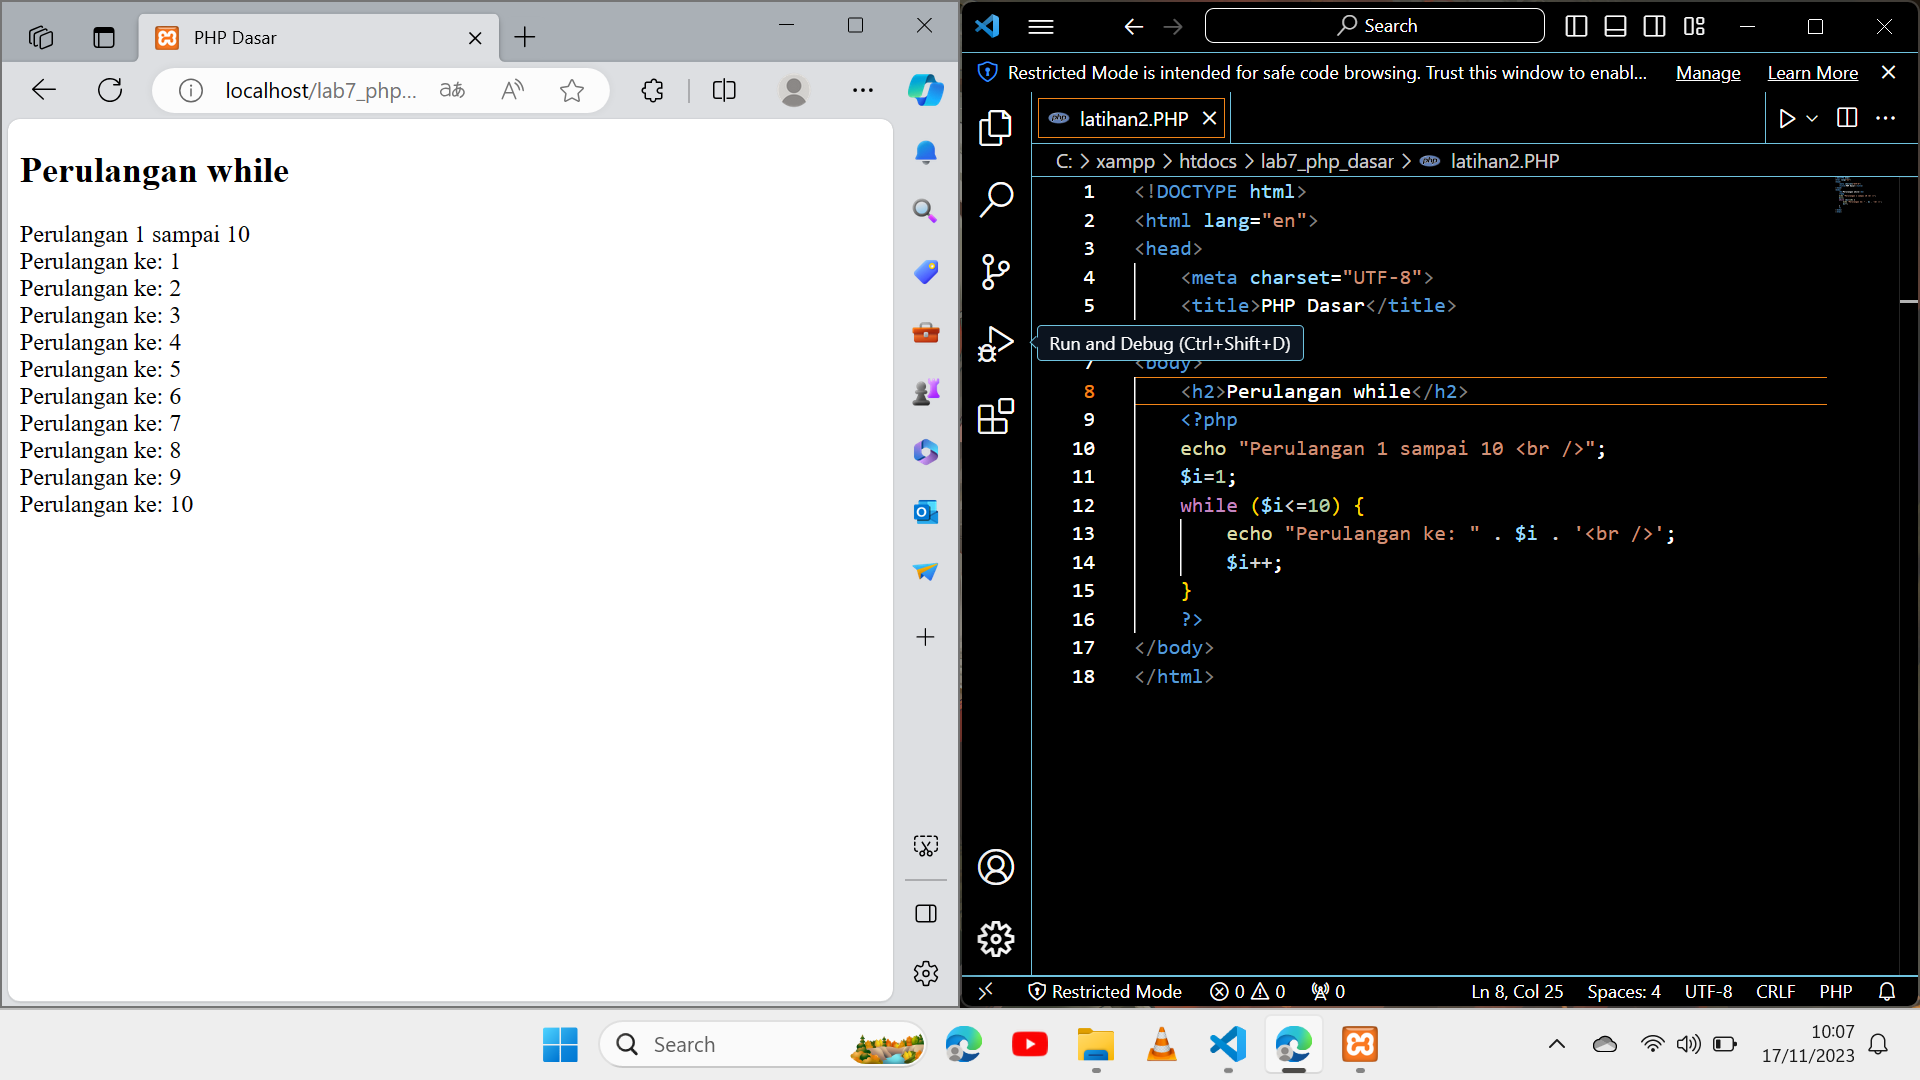 PHP Dasar
localhost/lab7_php...
aあ
Perulangan while
Perulangan 1 sampai 10
Perulangan ke: 1
Perulangan ke: 2
Perulangan ke: 3
Perulangan ke: 4
Perulangan ke: 5
Perulangan ke: 6
Perulangan ke: 7
Perulangan ke: 8
Perulangan ke: 9
Perulangan ke: 10
Search
Restricted Mode is intended for safe code browsing. Trust this window to enabl... Manage Learn More
php latihan2.PHP
C: > xampp > htdocs > lab7_php_dasar > php latihan2.PHP
1 <!DOCTYPE html>
2 <html lang="en">
3 <head>
4 <meta charset="UTF-8">
5 <title>PHP Dasar</title>
Run and Debug (Ctrl+Shift+D)
7 <body>
8 <h2>Perulangan while</h2>
9 <?php
10 echo "Perulangan 1 sampai 10 <br />";
11 $i=1;
12 while ($i<=10) {
13 echo "Perulangan ke: " . $i . '<br />';
14 $i++;
15 }
16 ?>
17 </body>
18 </html>
Restricted Mode 0 0 0 Ln 8, Col 25 Spaces: 4 UTF-8 CRLF PHP
Search
10:07
17/11/2023